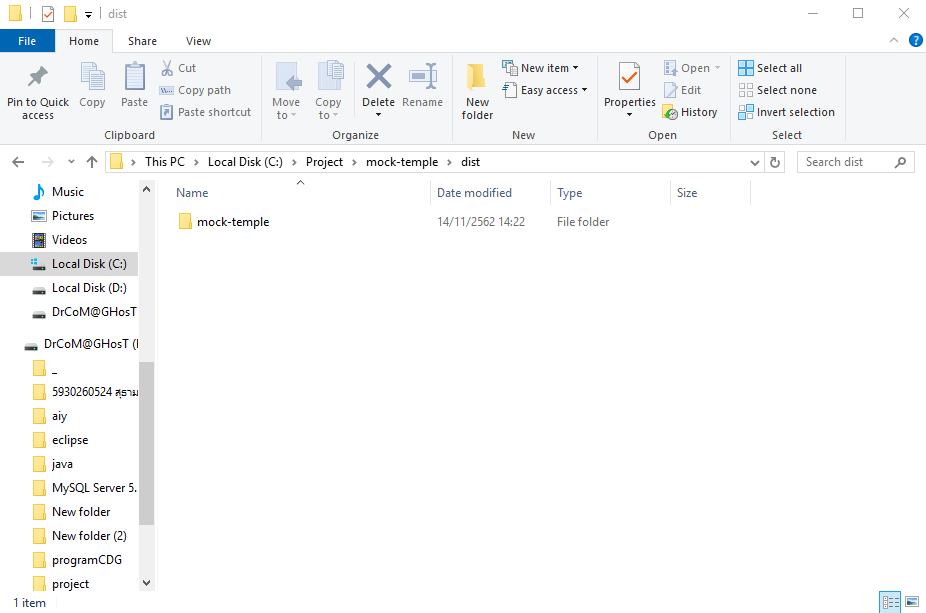 dist
File Home Share View
Pin to Quick access
Copy
Paste
Cut
Copy path
Paste shortcut
Clipboard
Move to
Copy to
Delete
Rename
Organize
New folder
New item
Easy access
New
Properties
Open
Edit
History
Open
Select all
Select none
Invert selection
Select
This PC > Local Disk (C:) > Project > mock-temple > dist
Search dist
Music
Pictures
Videos
Local Disk (C:)
Local Disk (D:)
DrCoM@GHosT
DrCoM@GHosT (
_
5930260524 สุธาม
aiy
eclipse
java
MySQL Server 5.
New folder
New folder (2)
programCDG
project
Name Date modified Type Size
mock-temple 14/11/2562 14:22 File folder
1 item